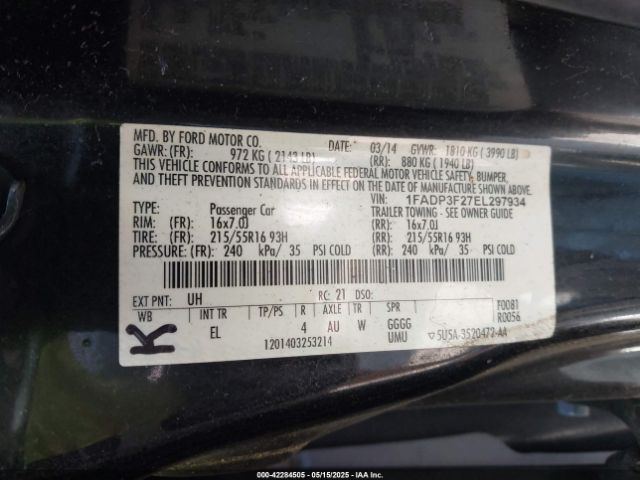 MFD. BY FORD MOTOR CO. DATE: 03/14 GVWR: 1810 KG ( 3990 LB)
GAWR: (FR): 972 KG ( 2143 LB) (RR): 880 KG ( 1940 LB)
THIS VEHICLE CONFORMS TO ALL APPLICABLE FEDERAL MOTOR VEHICLE SAFETY, BUMPER,
AND THEFT PREVENTION STANDARDS IN EFFECT ON THE DATE OF MANUFACTURE SHOWN ABOVE.
VIN: 1FADP3F27EL297934
TYPE: Passenger Car TRAILER TOWING - SEE OWNER GUIDE
RIM: (FR): 16x7.0J (RR): 16x7.0J
TIRE: 215/55R16 93H (RR): 215/55R16 93H
PRESSURE: (FR): 240 kPa/ 35 PSI COLD (RR): 240 kPa/ 35 PSI COLD
EXT PNT: UH RC: 21 DSO: F0081
WB INT TR TP/PS R AXLE TR SPR R0056
K EL 4 AU W GGGG
UMU ▽5U5A-3520472-AA
1201403253214
000-42284505 - 05/15/2025 - IAAI.CA